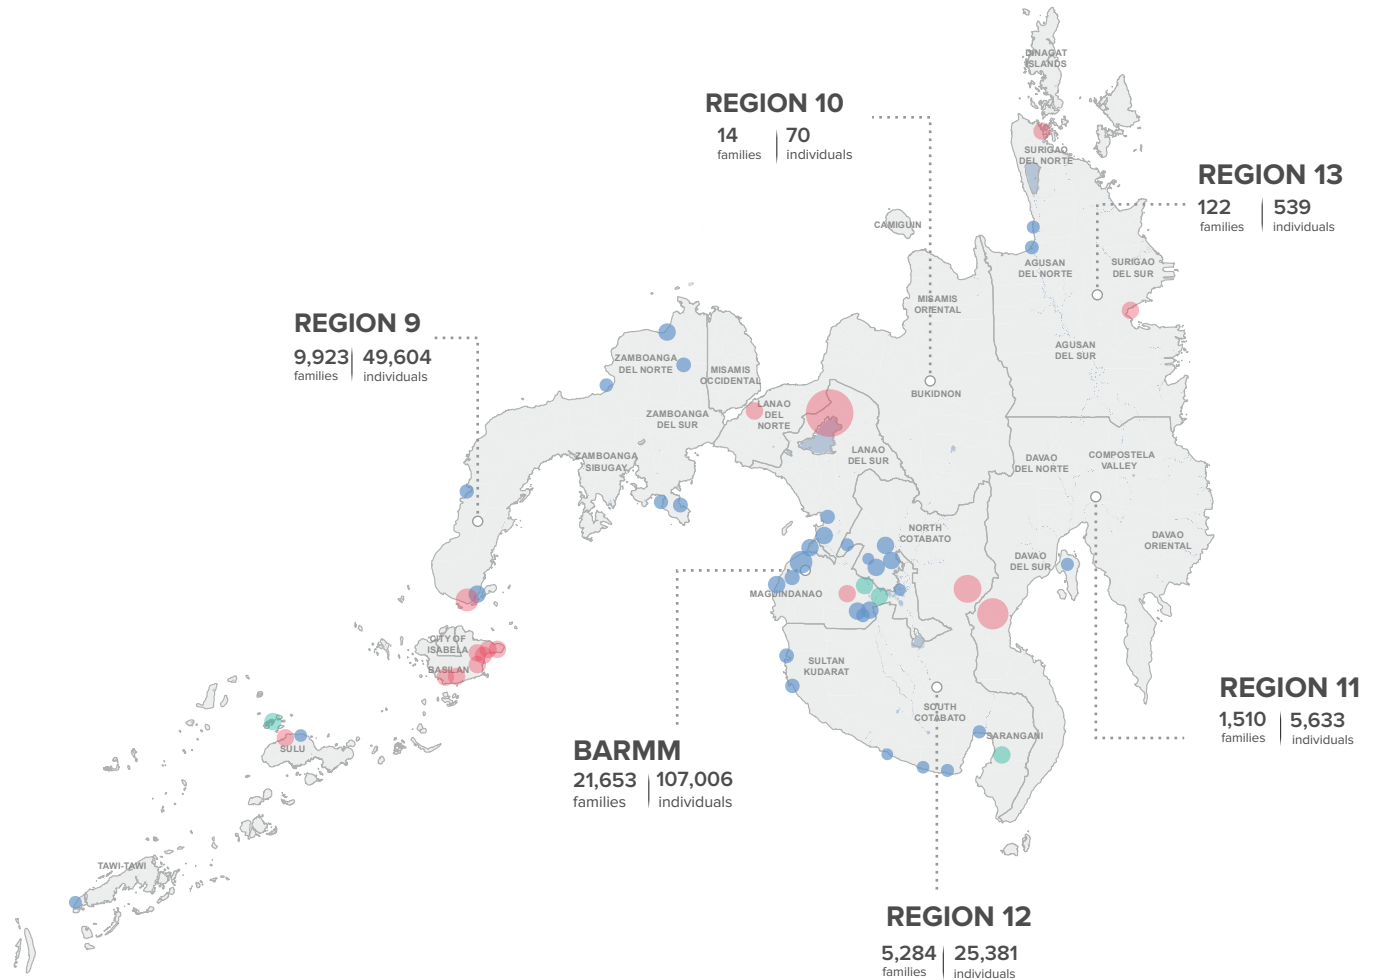 DINAGAT
ISLANDS
REGION 10
14 70
families individuals
SURIGAO
DEL NORTE
REGION 13
122 539
families individuals
CAMIGUIN
AGUSAN
DEL NORTE
SURIGAO
DEL SUR
MISAMIS
ORIENTAL
REGION 9
9,923 49,604
families individuals
AGUSAN
DEL SUR
ZAMBOANGA
DEL NORTE
MISAMIS
OCCIDENTAL
BUKIDNON
LANAO
DEL
NORTE
ZAMBOANGA
DEL SUR
LANAO
DEL SUR
ZAMBOANGA
SIBUGAY
DAVAO
DEL NORTE
COMPOSTELA
VALLEY
NORTH
COTABATO
DAVAO
ORIENTAL
DAVAO
DEL SUR
MAGUINDANAO
CITY OF
ISABELA
BASILAN
SULTAN
KUDARAT
REGION 11
1,510 5,633
families individuals
SOUTH
COTABATO
SARANGANI
SULU
BARMM
21,653 107,006
families individuals
TAWI-TAWI
REGION 12
5,284 25,381
families individuals